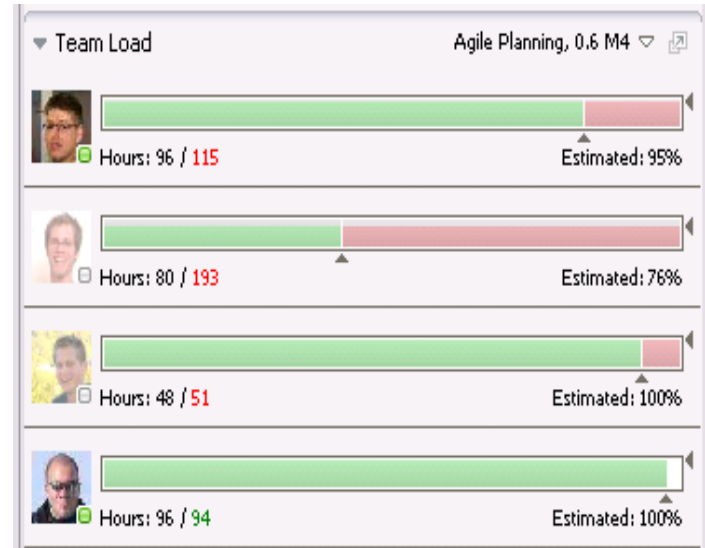 Team Load Agile Planning, 0.6 M4
Hours: 96 / 115 Estimated: 95%
Hours: 80 / 193 Estimated: 76%
Hours: 48 / 51 Estimated: 100%
Hours: 96 / 94 Estimated: 100%